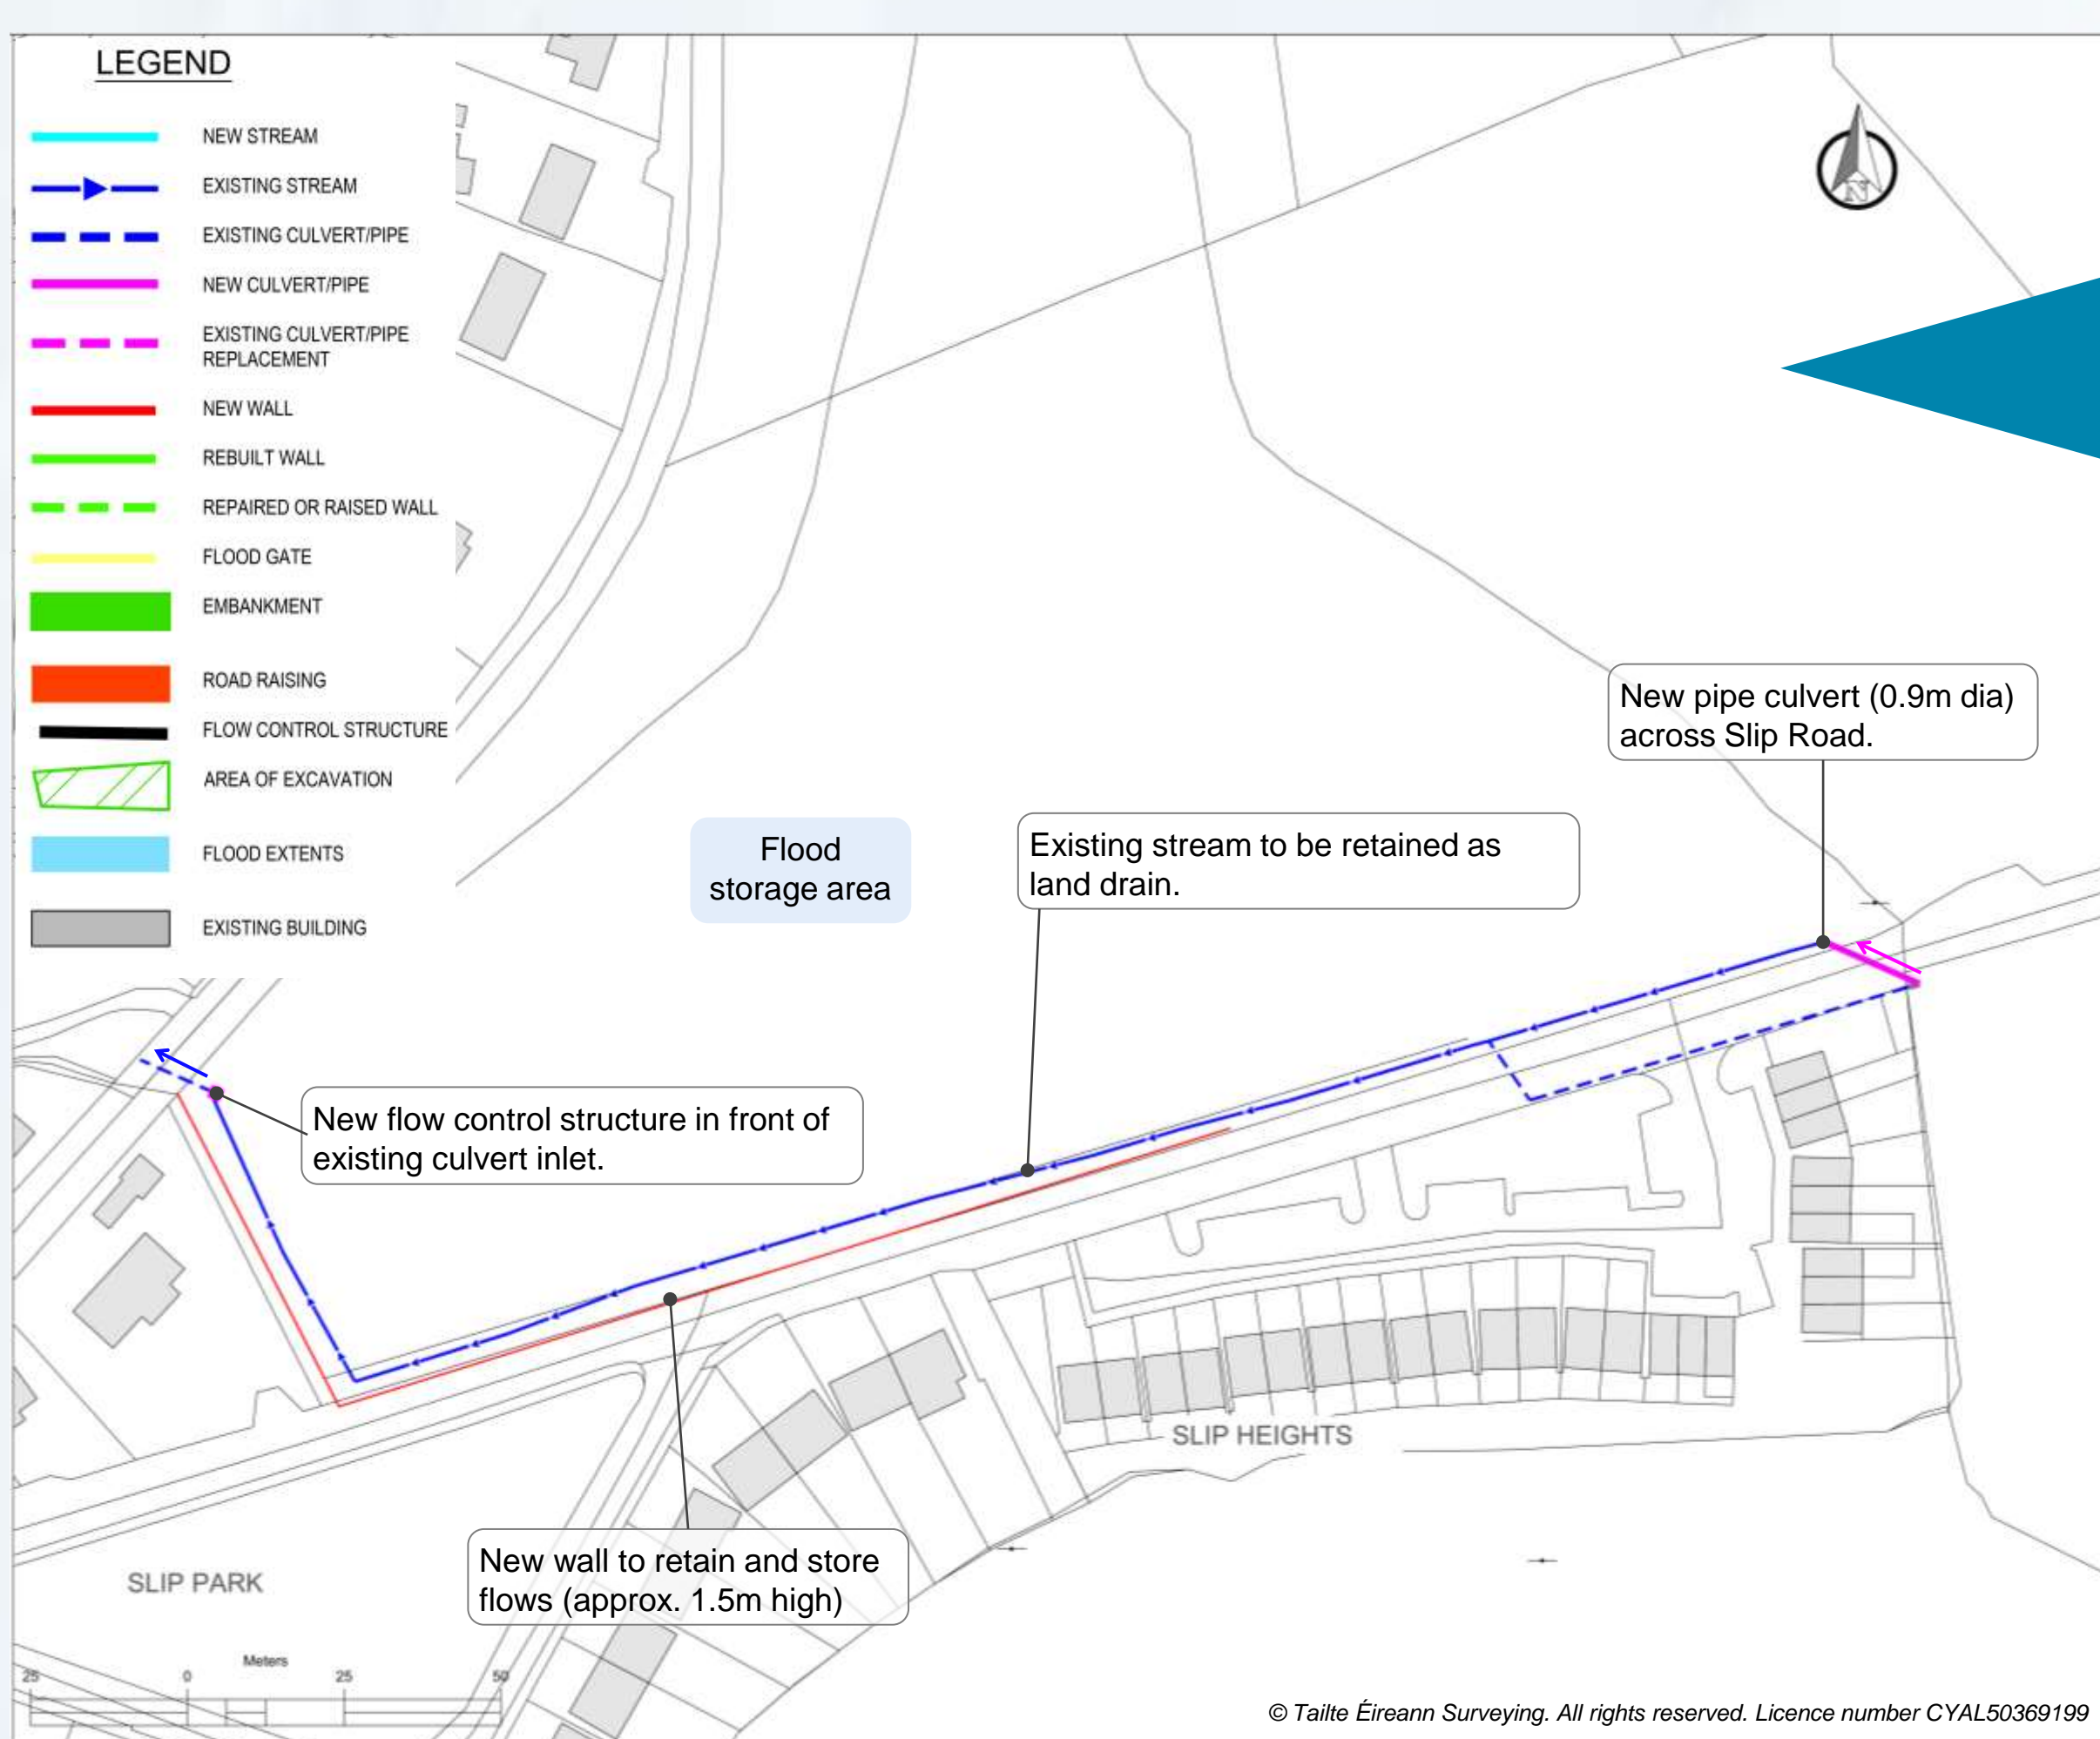 LEGEND
NEW STREAM
EXISTING STREAM
EXISTING CULVERT/PIPE
NEW CULVERT/PIPE
EXISTING CULVERT/PIPE
REPLACEMENT
NEW WALL
REBUILT WALL
REPAIRED OR RAISED WALL
FLOOD GATE
EMBANKMENT
ROAD RAISING
FLOW CONTROL STRUCTURE
AREA OF EXCAVATION
FLOOD EXTENTS
EXISTING BUILDING
N
New pipe culvert (0.9m dia)
across Slip Road.
Flood
storage area
Existing stream to be retained as
land drain.
New flow control structure in front of
existing culvert inlet.
SLIP HEIGHTS
New wall to retain and store
flows (approx. 1.5m high)
SLIP PARK
Meters
25 0 25 50
© Tailte Éireann Surveying. All rights reserved. Licence number CYAL50369199